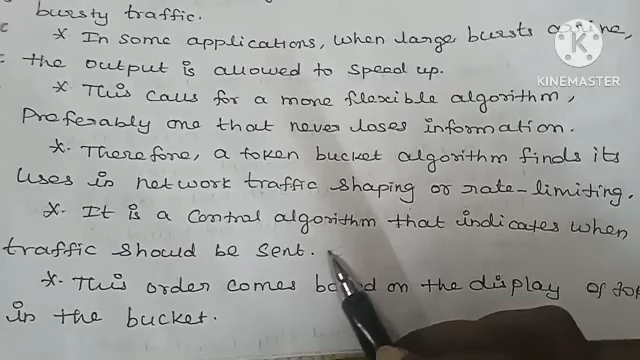 bursty traffic.
* In some applications, when large bursts arrive,
the output is allowed to speed up.
* This calls for a more flexible algorithm,
preferably one that never loses information.
* Therefore, a token bucket algorithm finds its
uses in network traffic shaping or rate-limiting.
* It is a control algorithm that indicates when
traffic should be sent.
* This order comes based on the display of
in the bucket.
KINEMASTER